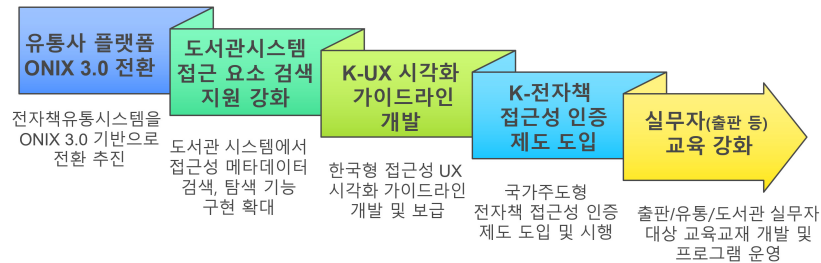 유통사 플랫폼
ONIX 3.0 전환
전자책유통시스템을
ONIX 3.0 기반으로
전환 추진
도서관시스템
접근 요소 검색
지원 강화
도서관 시스템에서
접근성 메타데이터
검색, 탐색 기능
구현 확대
K-UX 시각화
가이드라인
개발
한국형 접근성 UX
시각화 가이드라인
개발 및 보급
K-전자책
접근성 인증
제도 도입
국가주도형
전자책 접근성 인증
제도 도입 및 시행
실무자(출판 등)
교육 강화
출판/유통/도서관 실무자
대상 교육교재 개발 및
프로그램 운영